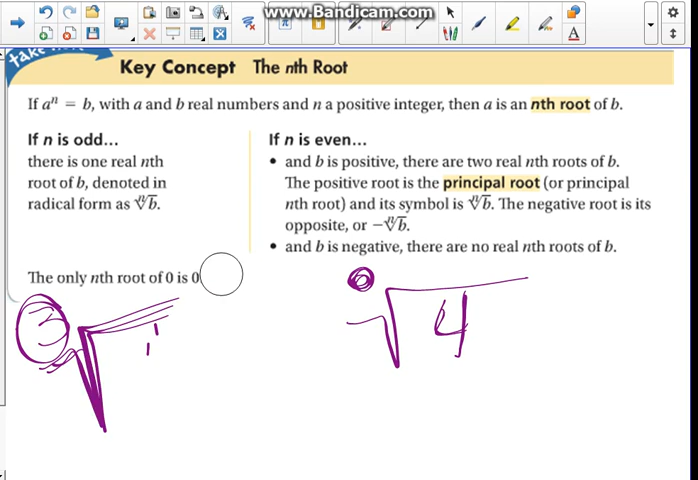 www.Bandicam.com
take note
Key Concept The nth Root
If aⁿ = b, with a and b real numbers and n a positive integer, then a is an nth root of b.
If n is odd...
there is one real nth
root of b, denoted in
radical form as ⁿ√b.
If n is even...
• and b is positive, there are two real nth roots of b.
The positive root is the principal root (or principal
nth root) and its symbol is ⁿ√b. The negative root is its
opposite, or −ⁿ√b.
• and b is negative, there are no real nth roots of b.
The only nth root of 0 is 0
3√
√4